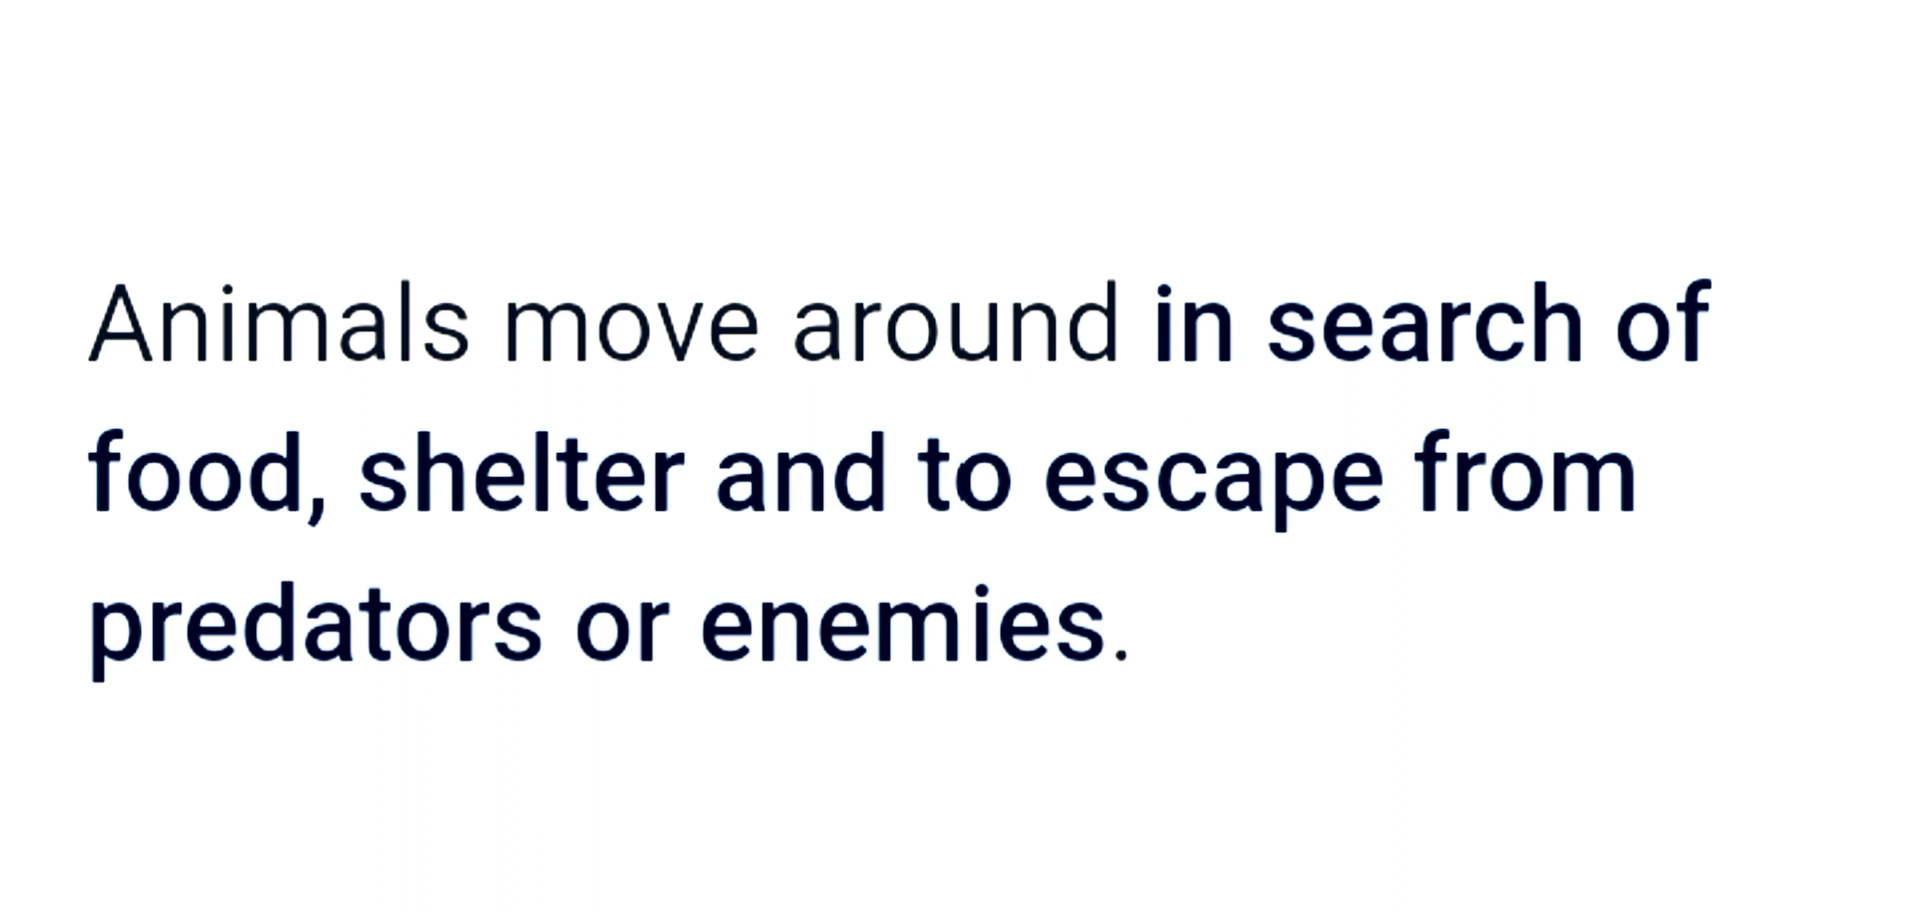 Animals move around in search of
food, shelter and to escape from
predators or enemies.